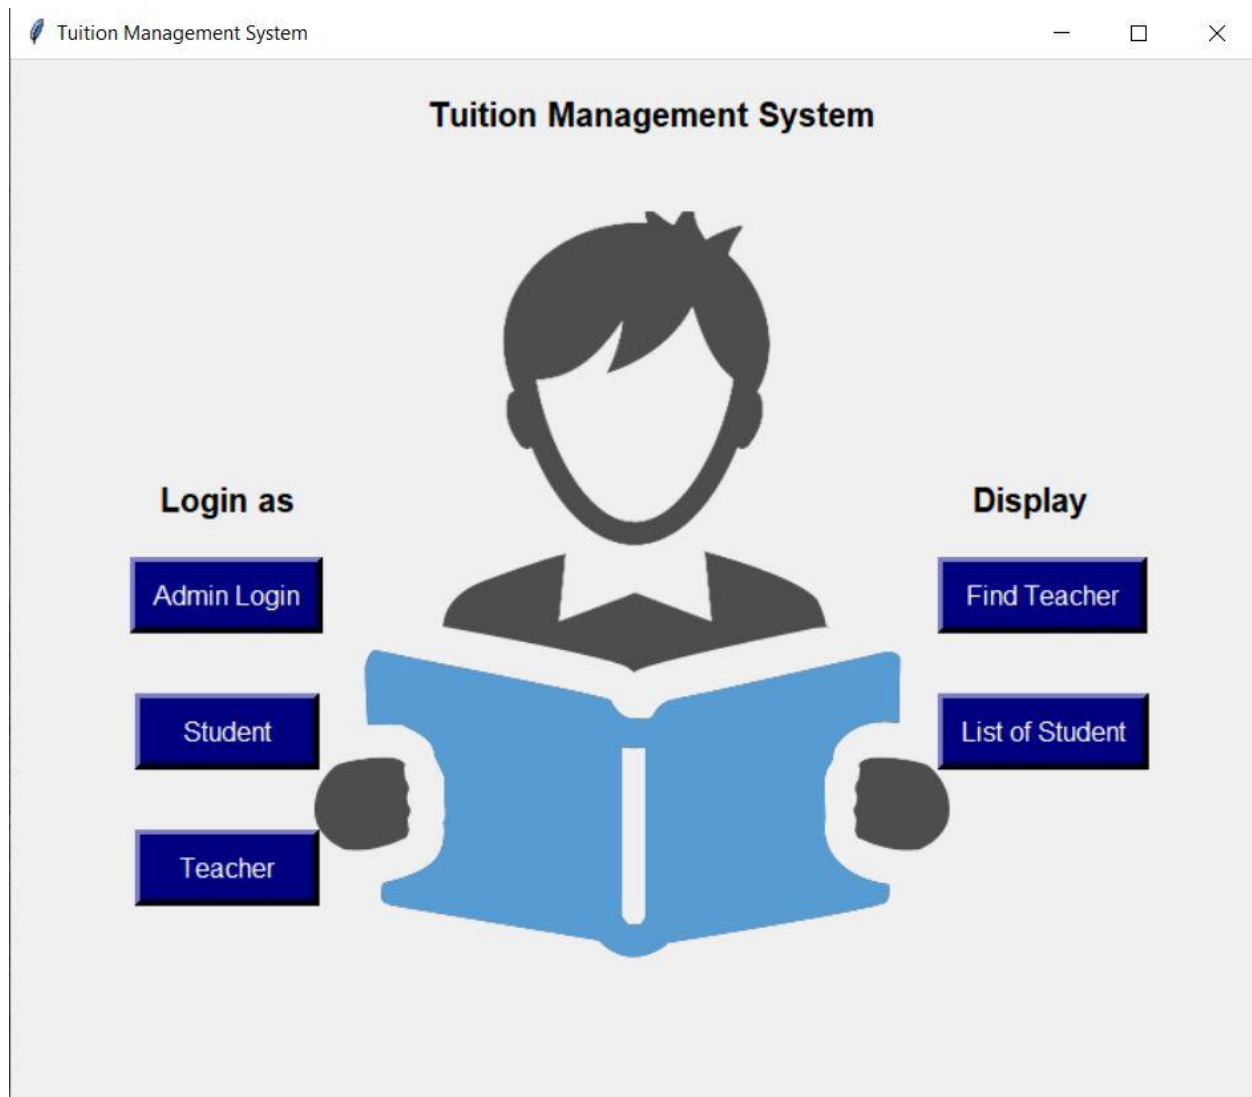 Tuition Management System
Tuition Management System
Login as
Admin Login
Student
Teacher
Display
Find Teacher
List of Student